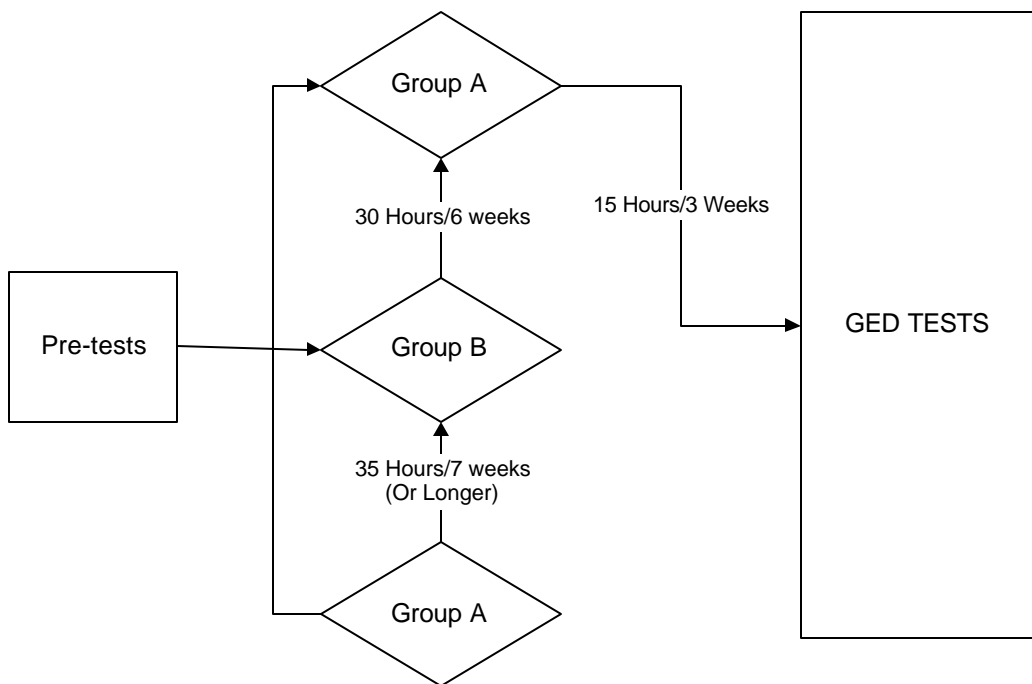 Group A
30 Hours/6 weeks
15 Hours/3 Weeks
Pre-tests
Group B
GED TESTS
35 Hours/7 weeks
(Or Longer)
Group A